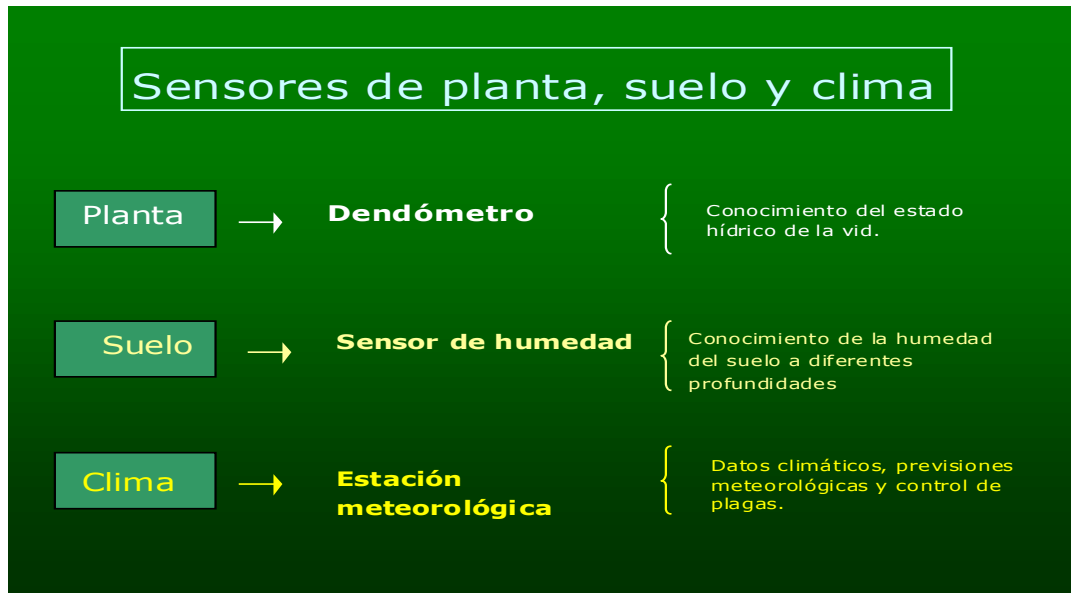 Sensores de planta, suelo y clima
Planta
Dendómetro
Conocimiento del estado
hídrico de la vid.
Suelo
Sensor de humedad
Conocimiento de la humedad
del suelo a diferentes
profundidades
Clima
Estación
meteorológica
Datos climáticos, previsiones
meteorológicas y control de
plagas.